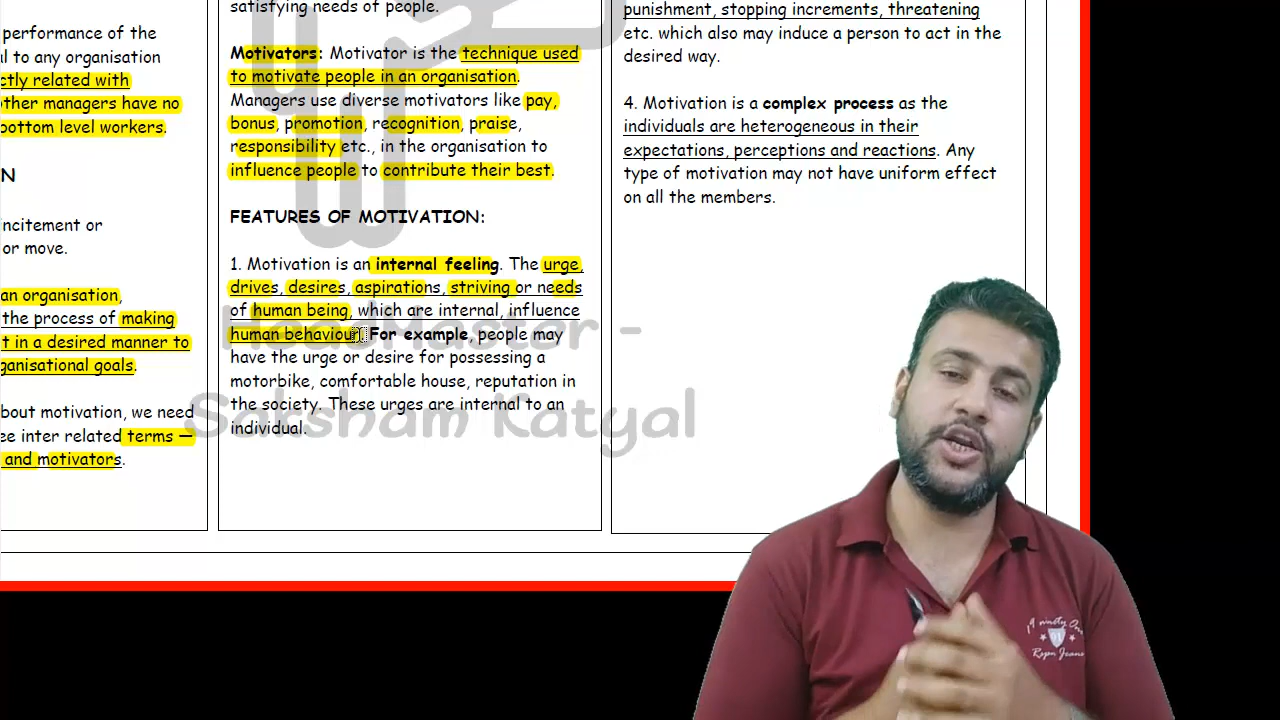 performance of the
l to any organisation
ctly related with
other managers have no
bottom level workers.
N
ncitement or
or move.
an organisation,
the process of making
t in a desired manner to
ganisational goals.
bout motivation, we need
ee inter related terms —
and motivators.
satisfying needs of people.
Motivators: Motivator is the technique used
to motivate people in an organisation.
Managers use diverse motivators like pay,
bonus, promotion, recognition, praise,
responsibility etc., in the organisation to
influence people to contribute their best.
FEATURES OF MOTIVATION:
1. Motivation is an internal feeling. The urge,
drives, desires, aspirations, striving or needs
of human being, which are internal, influence
human behaviour. For example, people may
have the urge or desire for possessing a
motorbike, comfortable house, reputation in
the society. These urges are internal to an
individual.
punishment, stopping increments, threatening
etc. which also may induce a person to act in the
desired way.
4. Motivation is a complex process as the
individuals are heterogeneous in their
expectations, perceptions and reactions. Any
type of motivation may not have uniform effect
on all the members.
HeadMaster -
Saksham Katyal
91